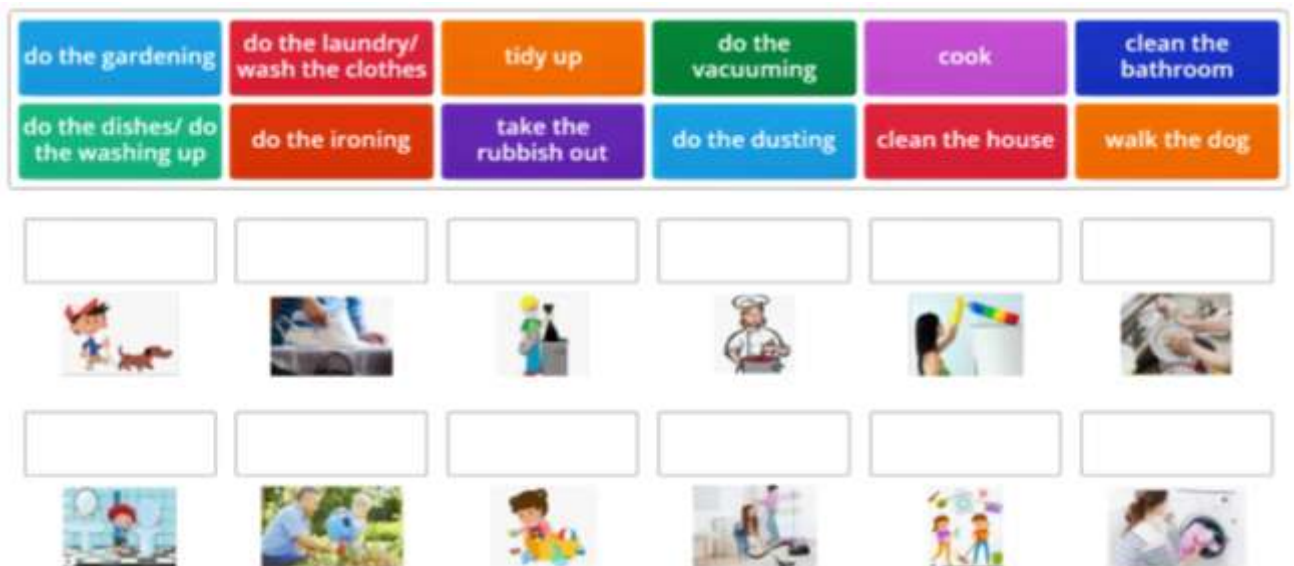 do the gardening
do the laundry/
wash the clothes
tidy up
do the
vacuuming
cook
clean the
bathroom
do the dishes/ do
the washing up
do the ironing
take the
rubbish out
do the dusting
clean the house
walk the dog